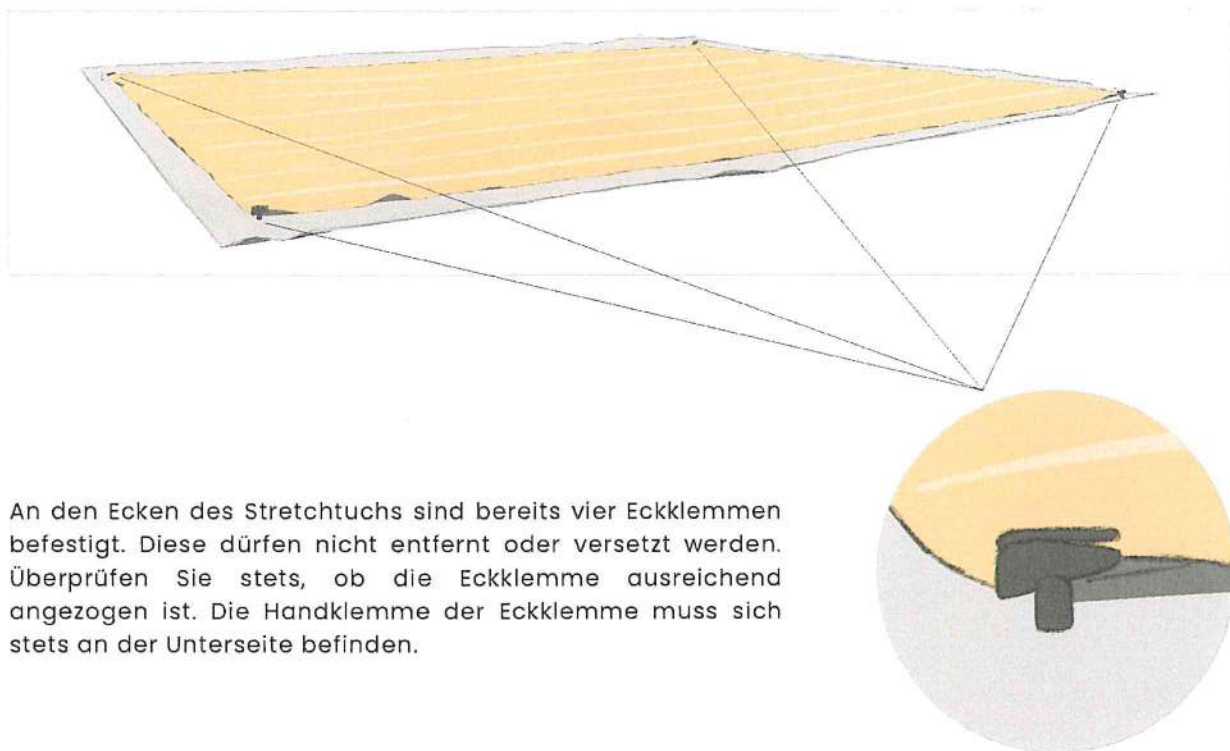 An den Ecken des Stretchtuchs sind bereits vier Eckklemmen
befestigt. Diese dürfen nicht entfernt oder versetzt werden.
Überprüfen Sie stets, ob die Eckklemme ausreichend
angezogen ist. Die Handklemme der Eckklemme muss sich
stets an der Unterseite befinden.